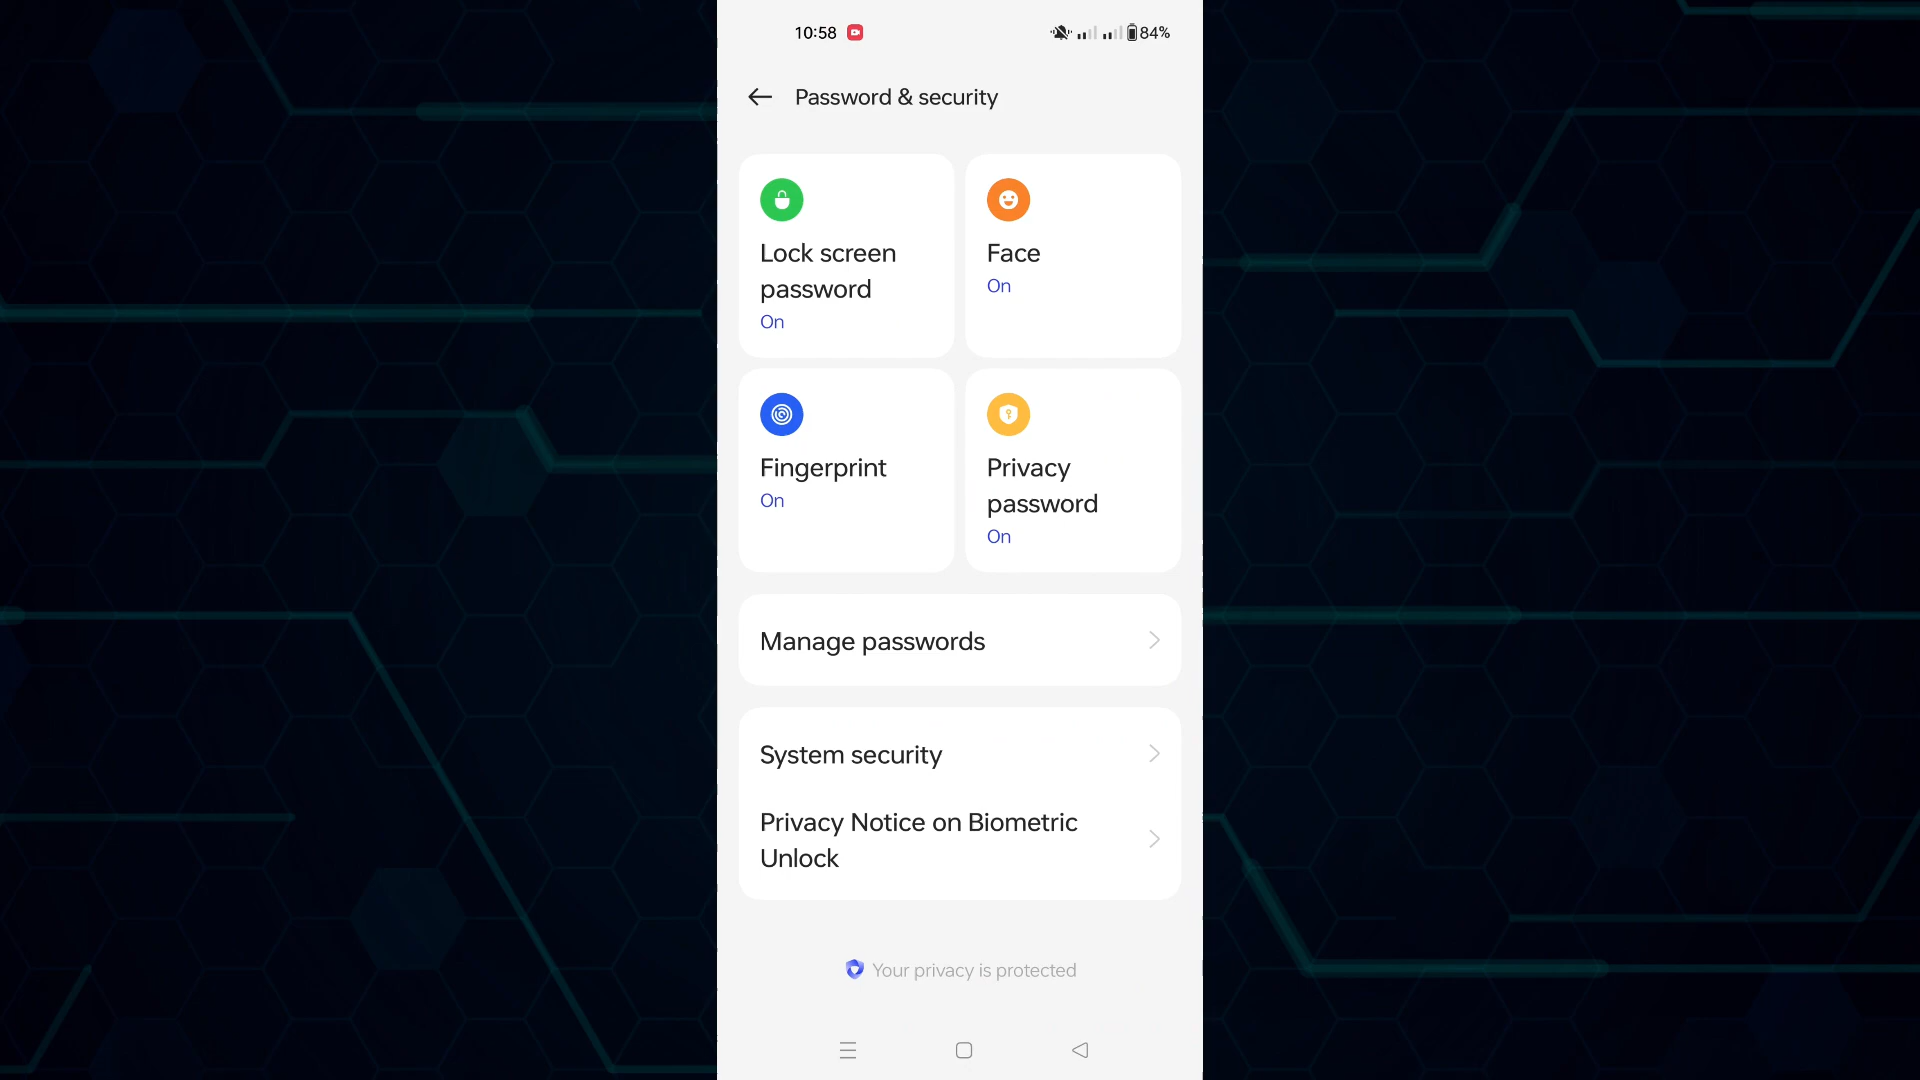 10:58
84%
Password & security
Lock screen
password
On
Face
On
Fingerprint
On
Privacy
password
On
Manage passwords
System security
Privacy Notice on Biometric
Unlock
Your privacy is protected